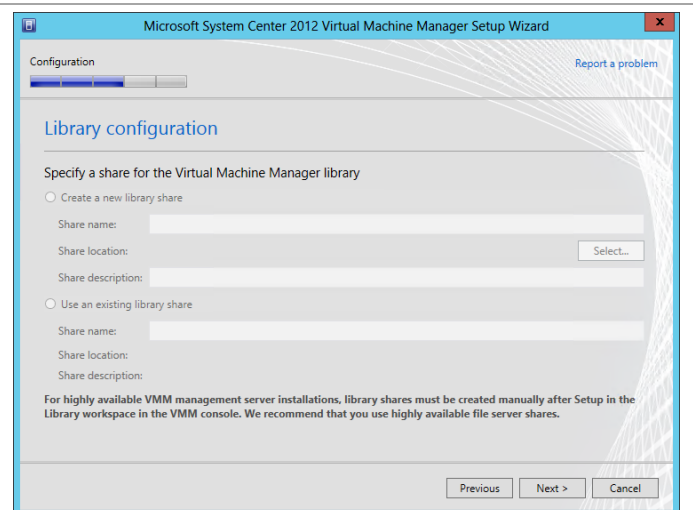 Microsoft System Center 2012 Virtual Machine Manager Setup Wizard
x
Configuration
Report a problem
Library configuration
Specify a share for the Virtual Machine Manager library
Create a new library share
Share name:
Share location:
Select...
Share description:
Use an existing library share
Share name:
Share location:
Share description:
For highly available VMM management server installations, library shares must be created manually after Setup in the
Library workspace in the VMM console. We recommend that you use highly available file server shares.
Previous
Next >
Cancel